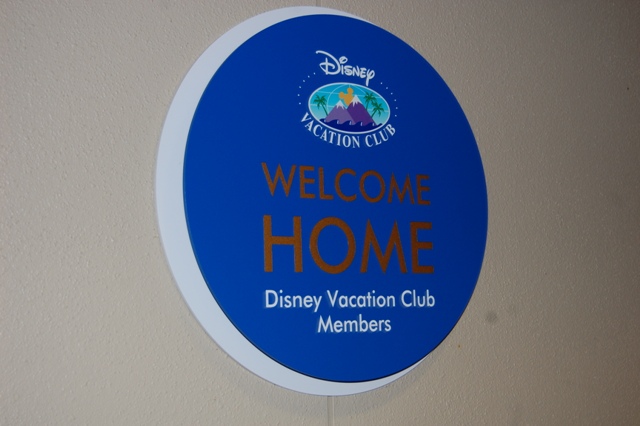 Disney
VACATION CLUB
WELCOME
HOME
Disney Vacation Club
Members